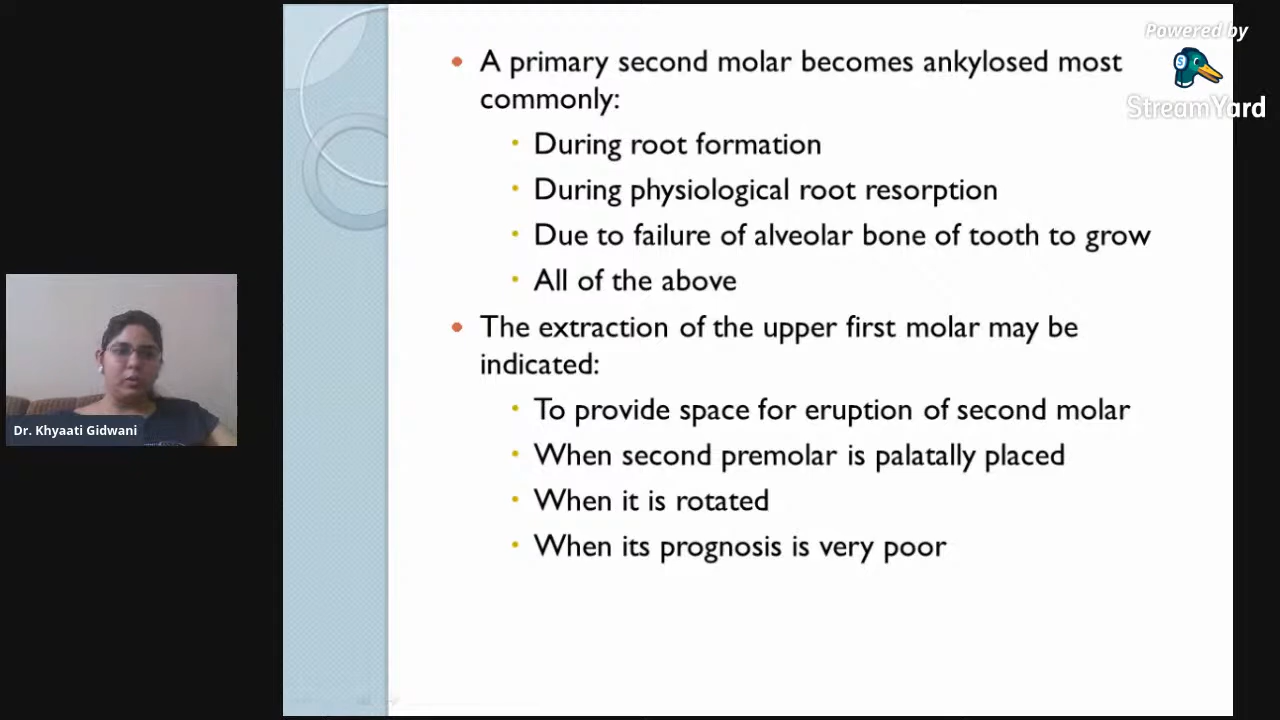 Powered by
StreamYard
A primary second molar becomes ankylosed most
commonly:
During root formation
During physiological root resorption
Due to failure of alveolar bone of tooth to grow
All of the above
The extraction of the upper first molar may be
indicated:
To provide space for eruption of second molar
When second premolar is palatally placed
When it is rotated
When its prognosis is very poor
Dr. Khyaati Gidwani